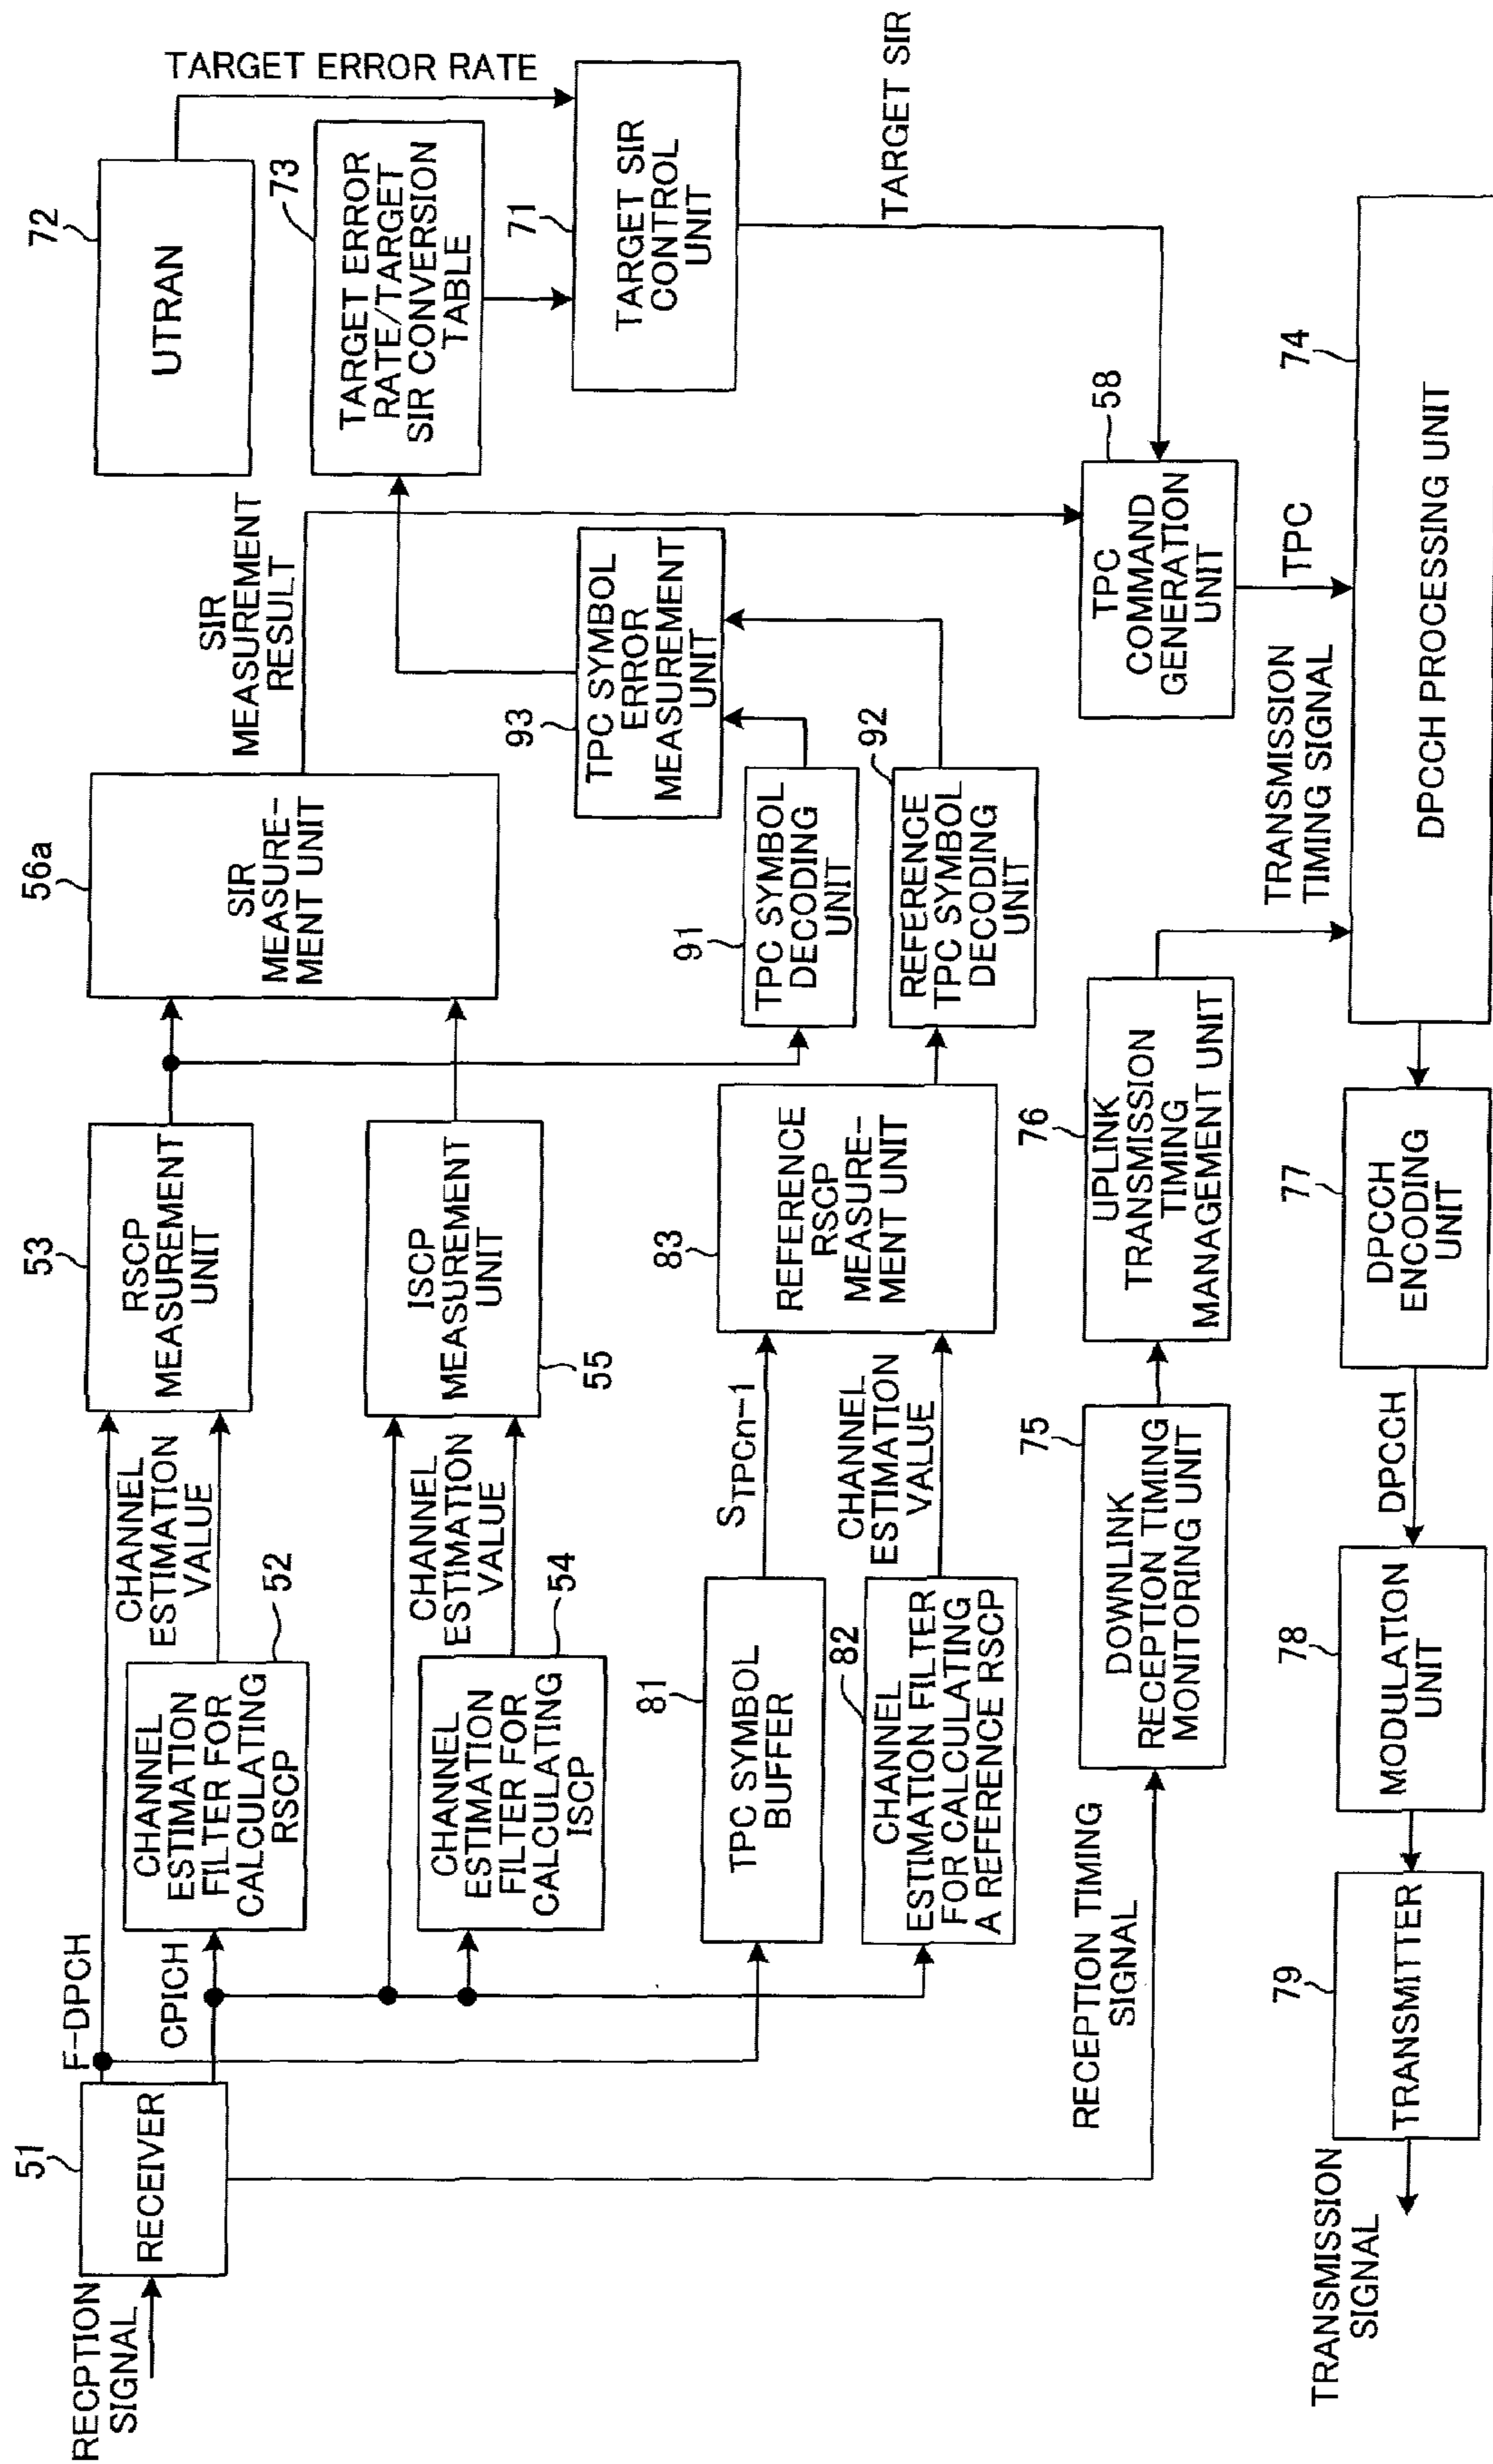 RECEPTION
SIGNAL
51
RECEIVER
F-DPCH
CPICH
CHANNEL
ESTIMATION
FILTER FOR
CALCULATING
RSCP
52
CHANNEL
ESTIMATION
VALUE
53
RSCP
MEASUREMENT
UNIT
CHANNEL
ESTIMATION
FILTER FOR
CALCULATING
ISCP
54
CHANNEL
ESTIMATION
VALUE
ISCP
MEASUREMENT
UNIT
55
56a
SIR
MEASURE-
MENT UNIT
SIR
MEASUREMENT
RESULT
72
UTRAN
TARGET ERROR RATE
73
TARGET ERROR
RATE/TARGET
SIR CONVERSION
TABLE
71
TARGET SIR
CONTROL
UNIT
TARGET SIR
81
TPC SYMBOL
BUFFER
STPCn-1
82
CHANNEL
ESTIMATION FILTER
FOR CALCULATING
A REFERENCE RSCP
CHANNEL
ESTIMATION
VALUE
83
REFERENCE
RSCP
MEASURE-
MENT UNIT
91
TPC SYMBOL
DECODING
UNIT
92
REFERENCE
TPC SYMBOL
DECODING
UNIT
93
TPC SYMBOL
ERROR
MEASUREMENT
UNIT
58
TPC
COMMAND
GENERATION
UNIT
TPC
RECEPTION TIMING
SIGNAL
75
DOWNLINK
RECEPTION TIMING
MONITORING UNIT
76
UPLINK
TRANSMISSION
TIMING
MANAGEMENT UNIT
TRANSMISSION
TIMING SIGNAL
74
DPCCH PROCESSING UNIT
77
DPCCH
ENCODING
UNIT
DPCCH
78
MODULATION
UNIT
79
TRANSMITTER
TRANSMISSION
SIGNAL